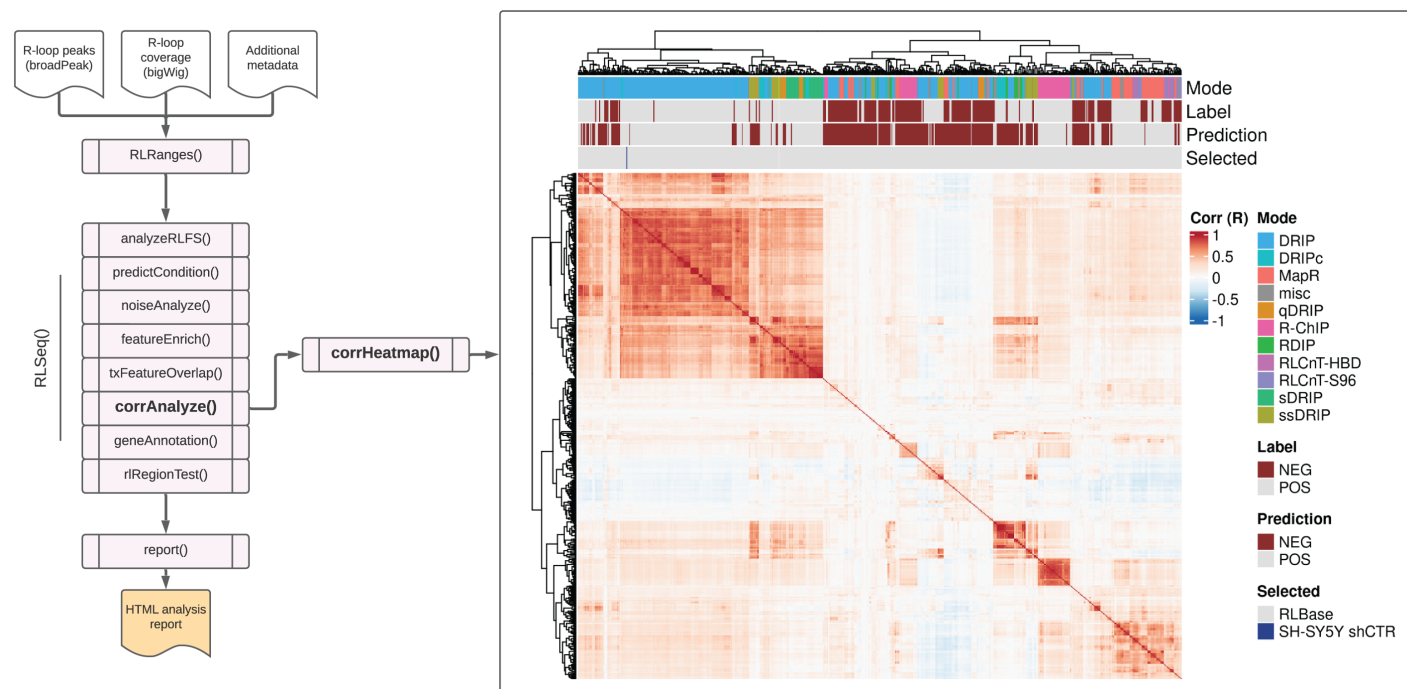 R-loop peaks
(broadPeak)
R-loop
coverage
(bigWig)
Additional
metadata
RLRanges()
RLSeq()
analyzeRLFS()
predictCondition()
noiseAnalyze()
featureEnrich()
txFeatureOverlap()
corrAnalyze()
geneAnnotation()
rlRegionTest()
report()
HTML analysis
report
corrHeatmap()
Mode
Label
Prediction
Selected
Corr (R)
1
0.5
0
-0.5
-1
Mode
DRIP
DRIPc
MapR
misc
qDRIP
R-ChIP
RDIP
RLCnT-HBD
RLCnT-S96
sDRIP
ssDRIP
Label
NEG
POS
Prediction
NEG
POS
Selected
RLBase
SH-SY5Y shCTR